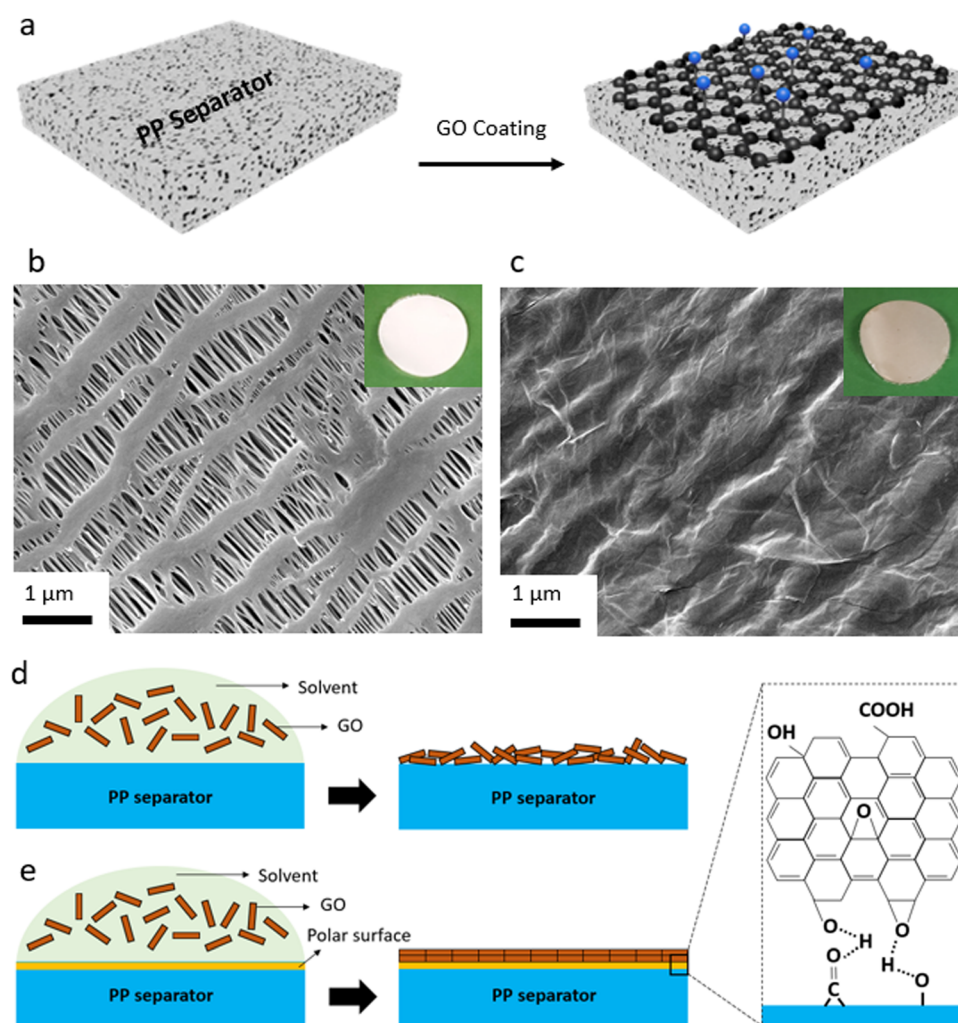 a
PP Separator
GO Coating
b
c
1 µm
1 µm
d
Solvent
GO
PP separator
PP separator
e
Solvent
GO
Polar surface
PP separator
PP separator
COOH
OH
O
O
O
H
O
H
O
C